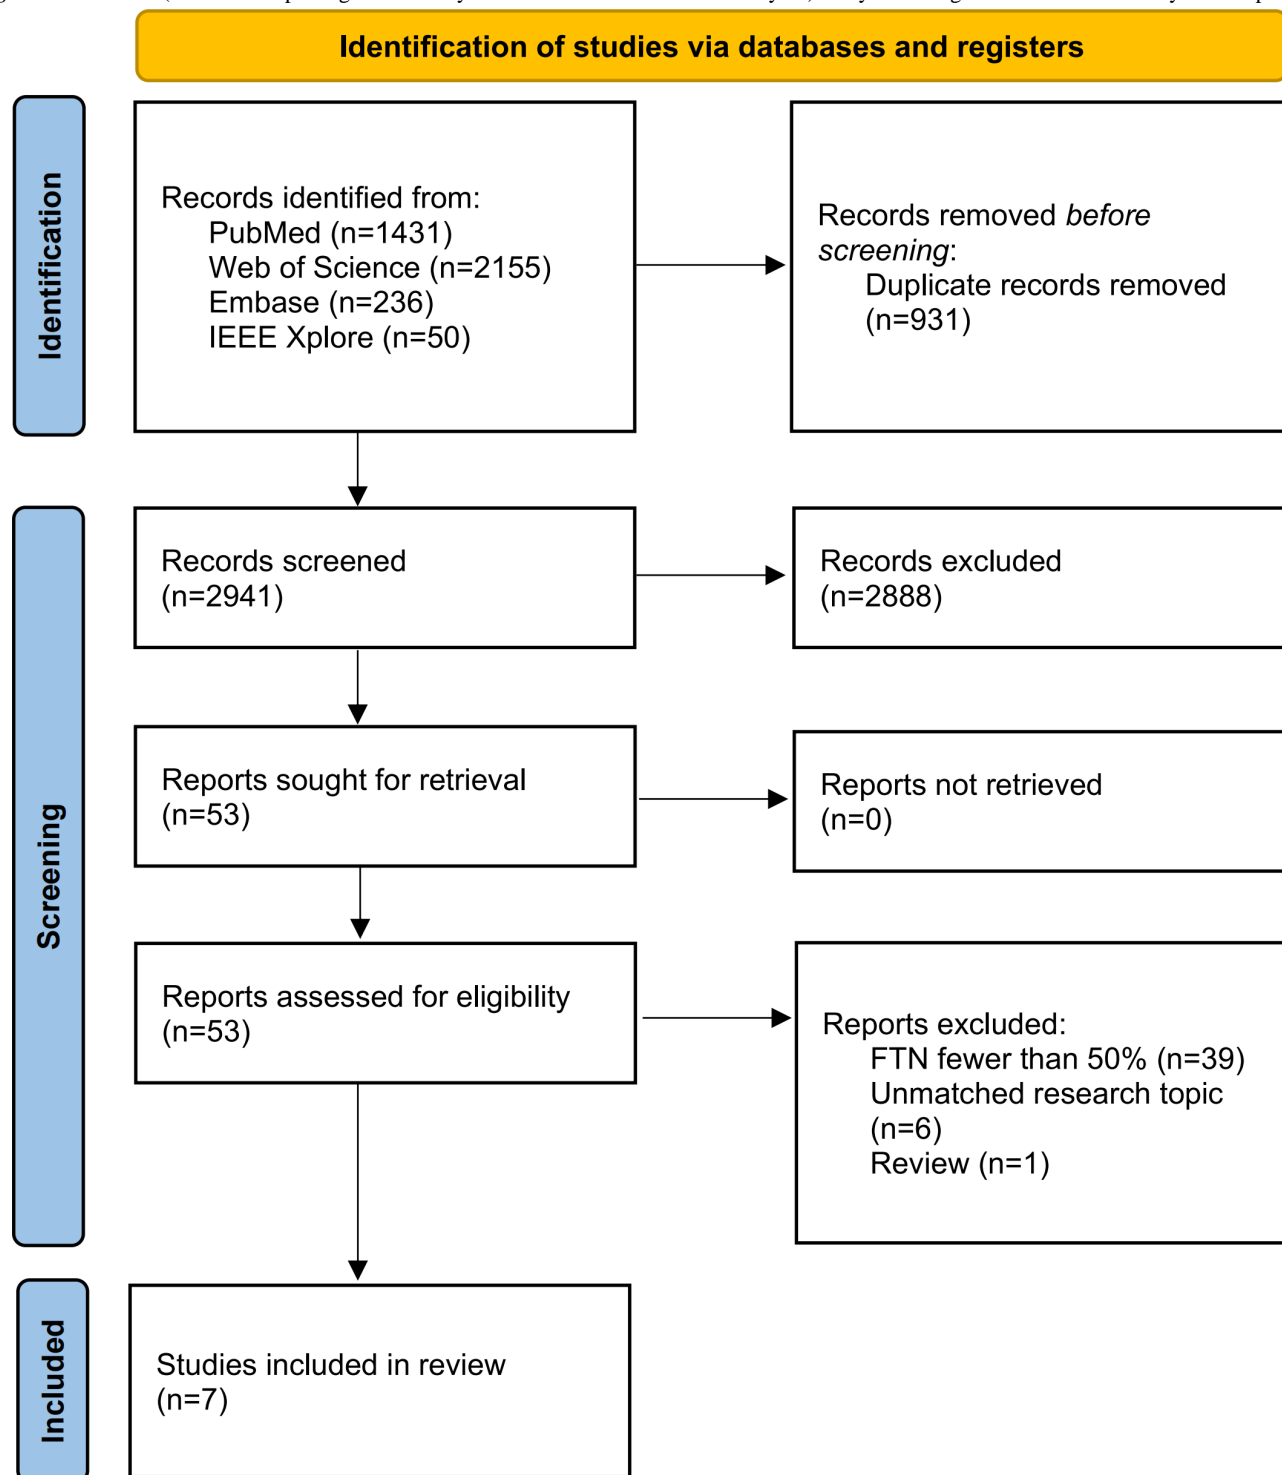 Identification of studies via databases and registers
Identification
Records identified from:
PubMed (n=1431)
Web of Science (n=2155)
Embase (n=236)
IEEE Xplore (n=50)
Records removed before
screening:
Duplicate records removed
(n=931)
Screening
Records screened
(n=2941)
Records excluded
(n=2888)
Reports sought for retrieval
(n=53)
Reports not retrieved
(n=0)
Reports assessed for eligibility
(n=53)
Reports excluded:
FTN fewer than 50% (n=39)
Unmatched research topic
(n=6)
Review (n=1)
Included
Studies included in review
(n=7)